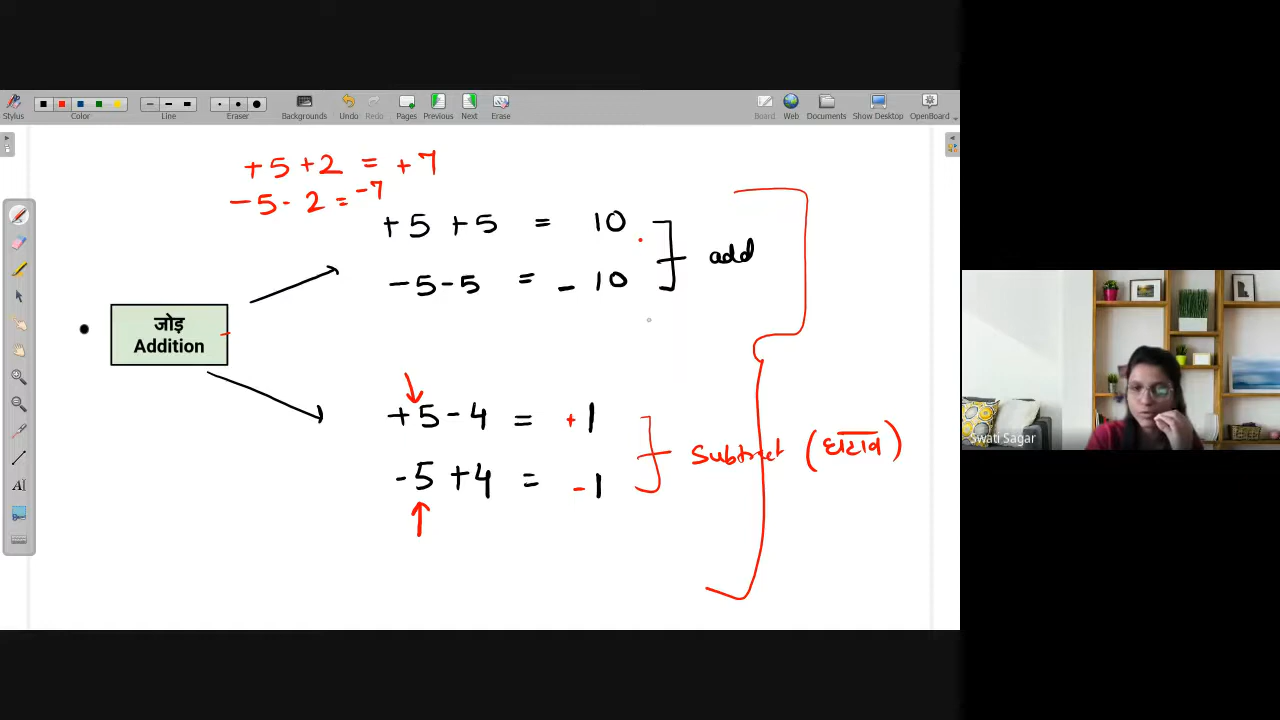 Stylus Color Line Eraser Backgrounds Undo Redo Pages Previous Next Erase Board Web Documents Show Desktop OpenBoard
+5 +2 = +7
-5 - 2 = -7
+5 +5 = 10
-5 - 5 = - 10
add
जोड़
Addition
+5 - 4 = +1
-5 +4 = -1
Subtract (घटाव)
Swati Sagar